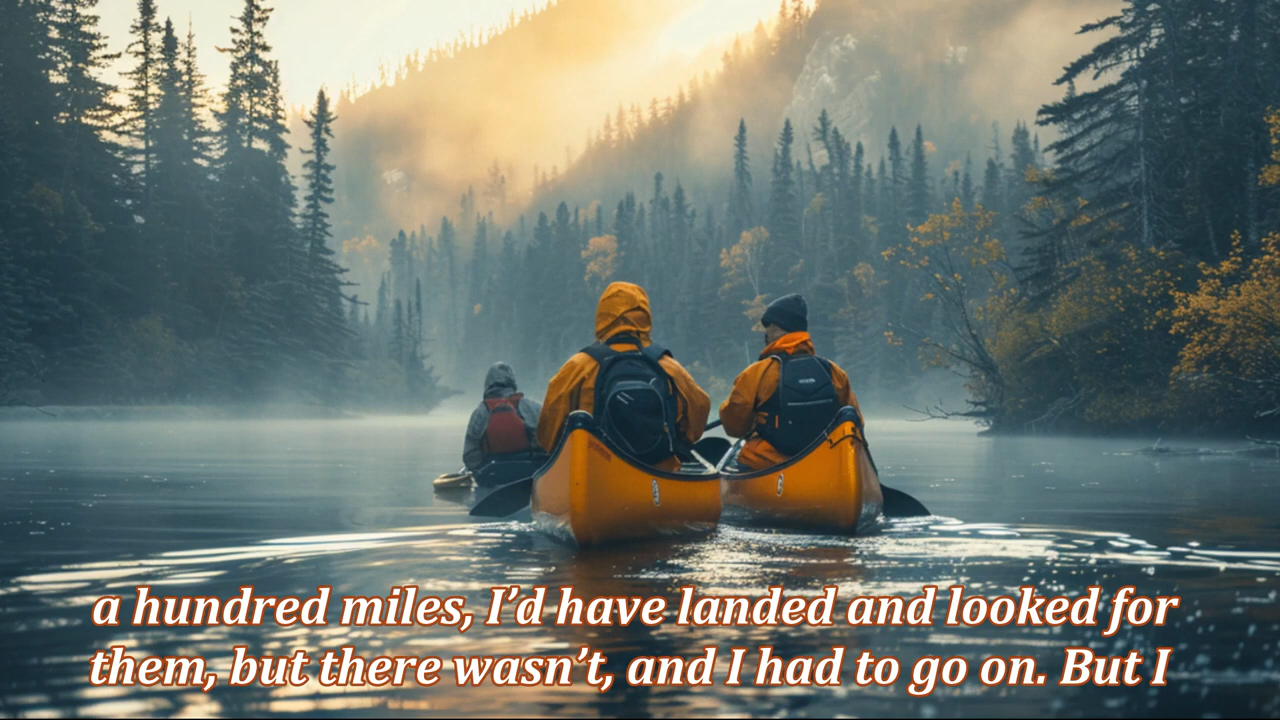 a hundred miles, I’d have landed and looked for
them, but there wasn’t, and I had to go on. But I